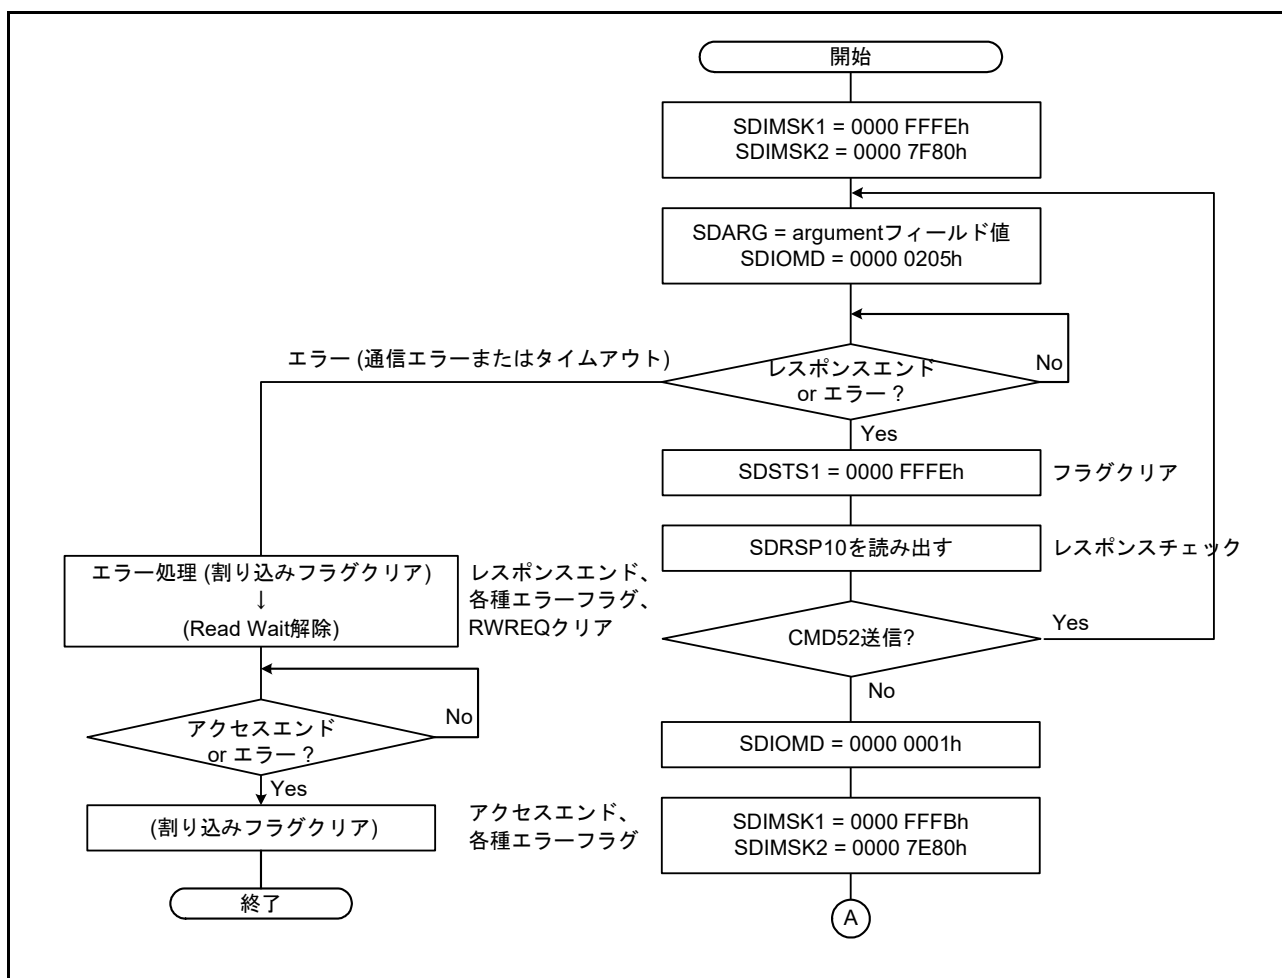 開始
SDIMSK1 = 0000 FFFEh
SDIMSK2 = 0000 7F80h
SDARG = argumentフィールド値
SDIOMD = 0000 0205h
エラー (通信エラーまたはタイムアウト)
レスポンスエンド
or エラー ?
No
Yes
SDSTS1 = 0000 FFFEh
フラグクリア
SDRSP10を読み出す
レスポンスチェック
エラー処理 (割り込みフラグクリア)
↓
(Read Wait解除)
レスポンスエンド、
各種エラーフラグ、
RWREQクリア
CMD52送信?
Yes
No
アクセスエンド
or エラー ?
No
Yes
SDIOMD = 0000 0001h
(割り込みフラグクリア)
アクセスエンド、
各種エラーフラグ
SDIMSK1 = 0000 FFFBh
SDIMSK2 = 0000 7E80h
終了
A